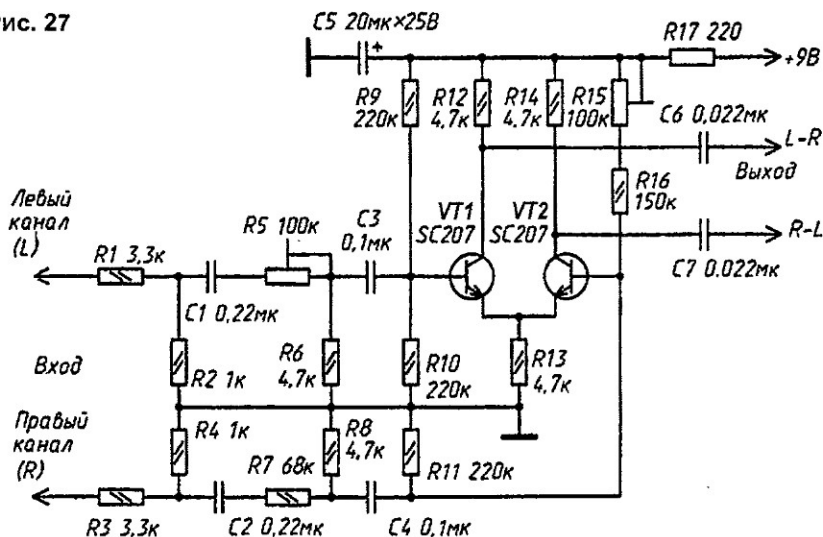 ис. 27
C5 20мк×25В
+
R17 220
+9В
R9
220к
R12
4,7к
R14
4,7к
R15
100к
C6 0,022мк
L-R
Выход
R16
150к
Левый
канал
(L)
R5 100к
C3
0,1мк
VT1
SC207
VT2
SC207
R-L
R1 3,3к
C7 0,022мк
C1 0,22мк
Вход
R2 1к
R6
4,7к
R10
220к
R13
4,7к
Правый
канал
(R)
R4 1к
R8
4,7к
R7 68к
R11 220к
R3 3,3к
C2 0,22мк
C4 0,1мк